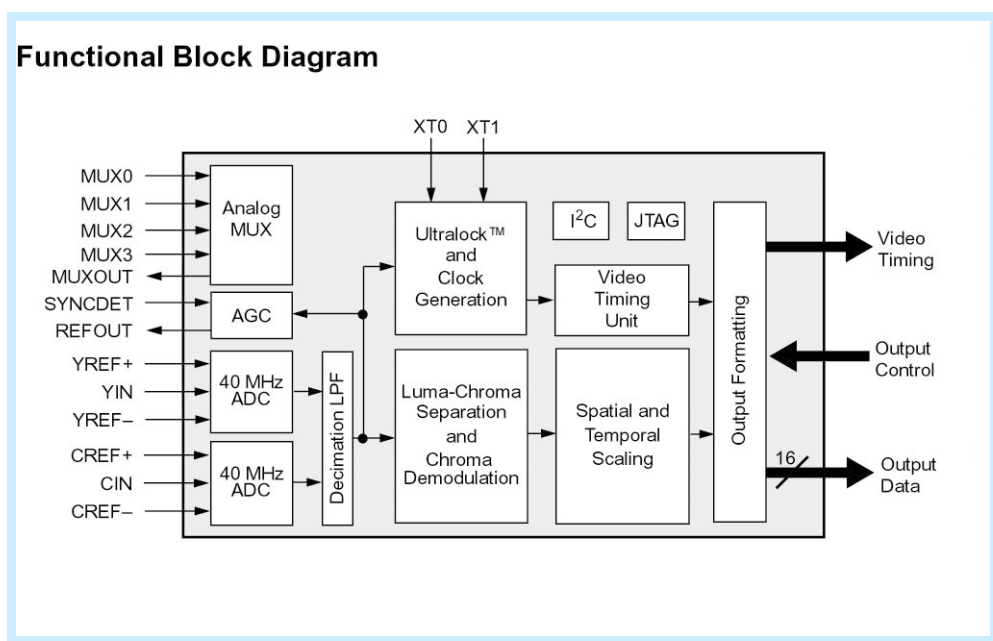 Functional Block Diagram
XT0 XT1
MUX0
MUX1
MUX2
MUX3
MUXOUT
SYNCDET
REFOUT
YREF+
YIN
YREF–
CREF+
CIN
CREF–
Analog
MUX
AGC
40 MHz
ADC
40 MHz
ADC
Decimation LPF
Ultralock™
and
Clock
Generation
Luma-Chroma
Separation
and
Chroma
Demodulation
I²C
JTAG
Video
Timing
Unit
Spatial and
Temporal
Scaling
Output Formatting
Video
Timing
Output
Control
16
Output
Data